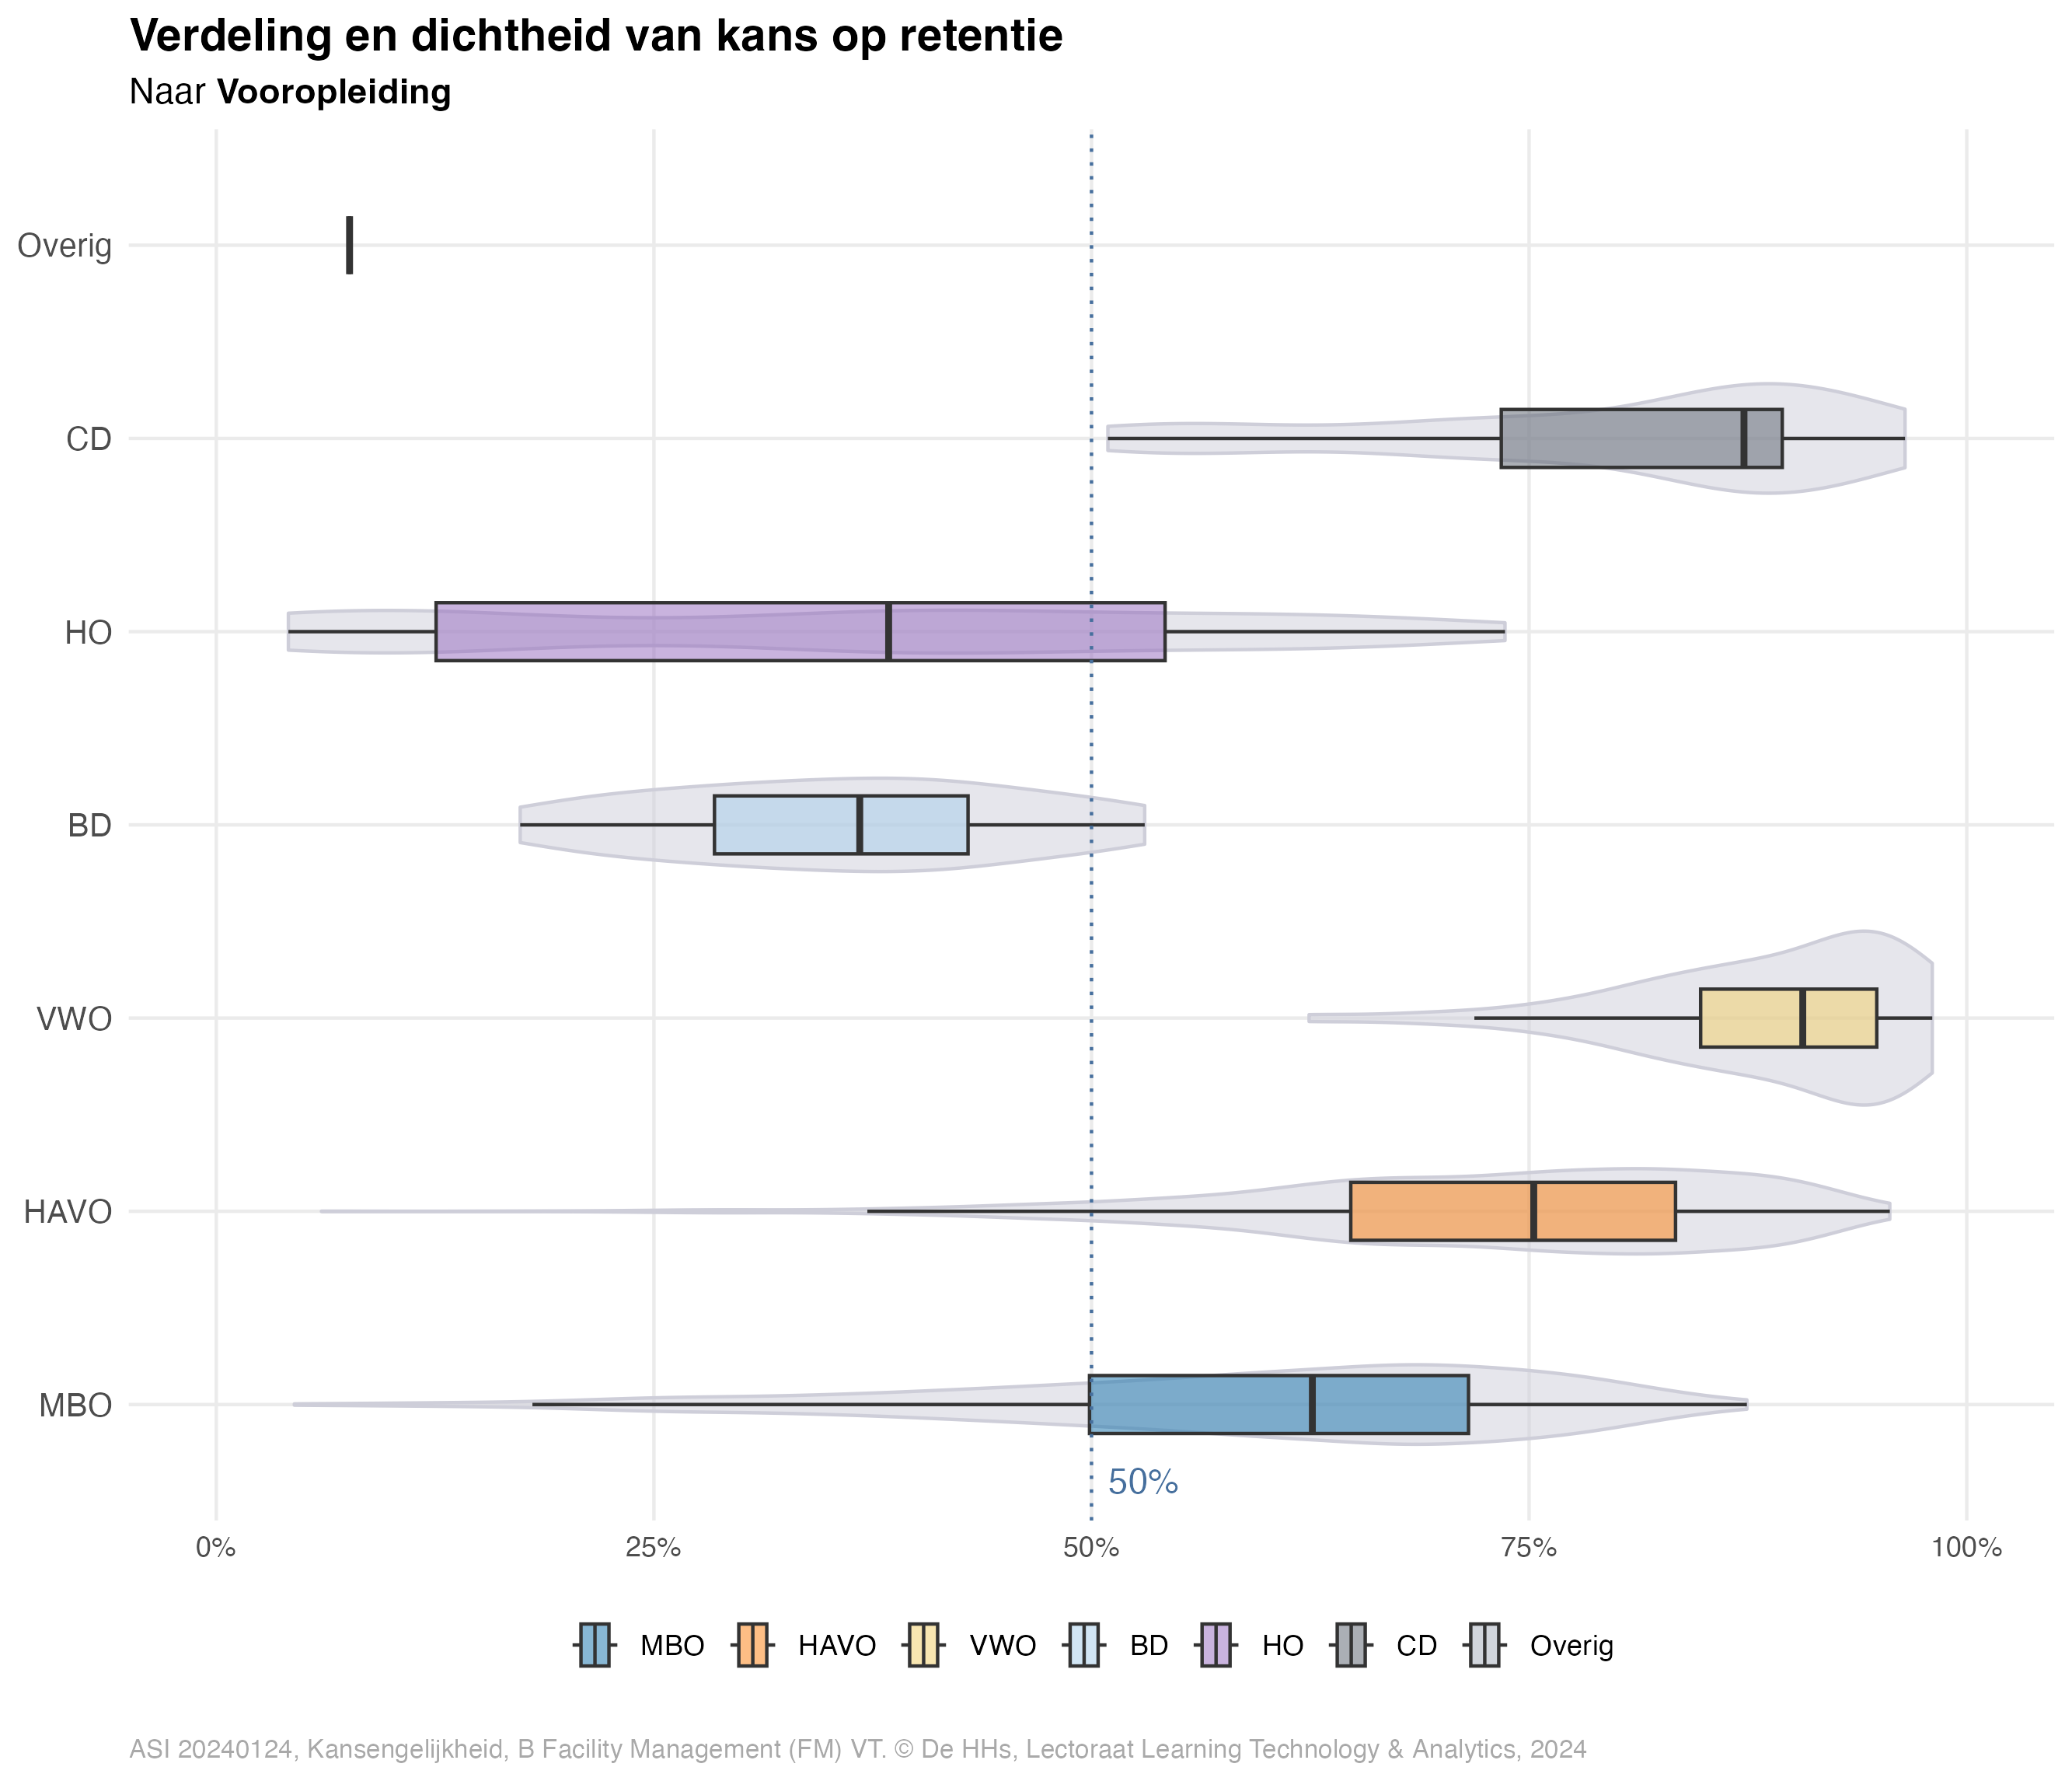 Verdeling en dichtheid van kans op retentie
Naar Vooropleiding
Overig
CD
HO
BD
VWO
HAVO
MBO
50%
0% 25% 50% 75% 100%
MBO HAVO VWO BD HO CD Overig
ASI 20240124, Kansengelijkheid, B Facility Management (FM) VT. © De HHs, Lectoraat Learning Technology & Analytics, 2024